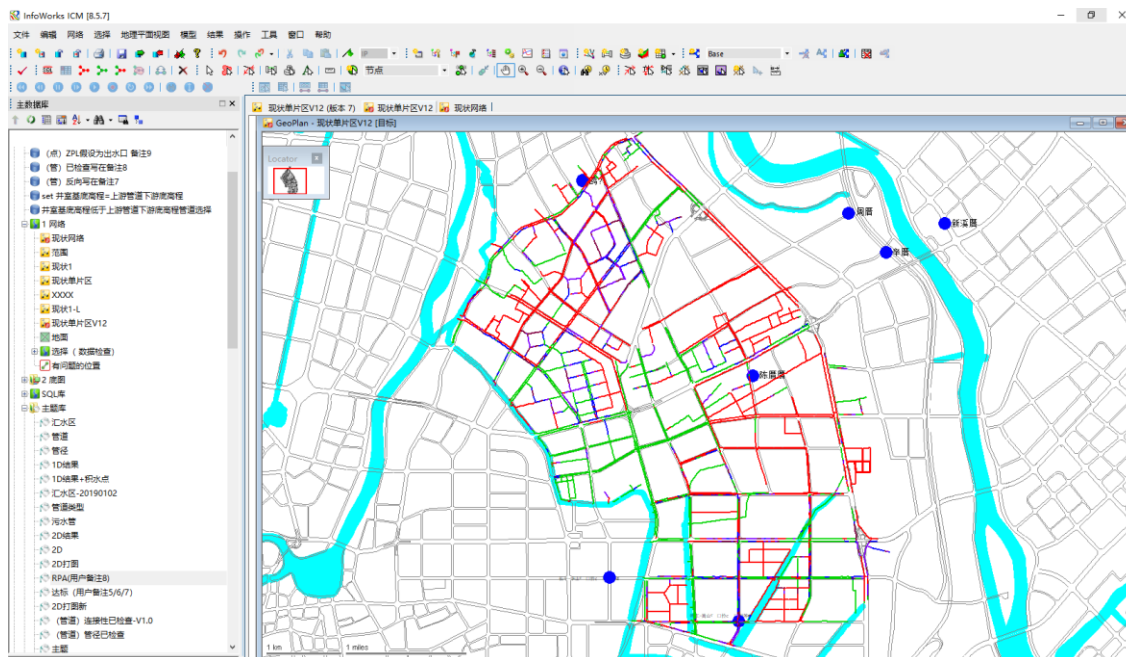 InfoWorks ICM [8.5.7]
文件 编辑 网络 选择 地理平面视图 模型 结果 操作 工具 窗口 帮助
Base
节点
主数据库
现状单片区V12 (版本 7) 现状单片区V12 现状网络
GeoPlan - 现状单片区V12 [目标]
Locator
(点) ZPL假设为出水口 备注9
(管) 已检查写在备注8
(管) 反向写在备注7
set 井室基底高程=上游管道下游底高程
井室基底高程低于上游管道下游底高程管道选择
1 网络
现状网络
范围
现状1
现状单片区
XXXX
现状1-L
现状单片区V12
地面
选择 ( 数据检查)
有问题的位置
2 底图
SQL库
主题库
汇水区
管道
管径
1D结果
1D结果+积水点
汇水区-20190102
管道类型
污水管
2D结果
2D
2D打图
RPA(用户备注8)
达标 (用户备注5/6/7)
2D打图新
(管道) 连接性已检查-V1.0
(管道) 管径已检查
主题
周厝
新溪厝
陈厝厝
1 km
1 miles